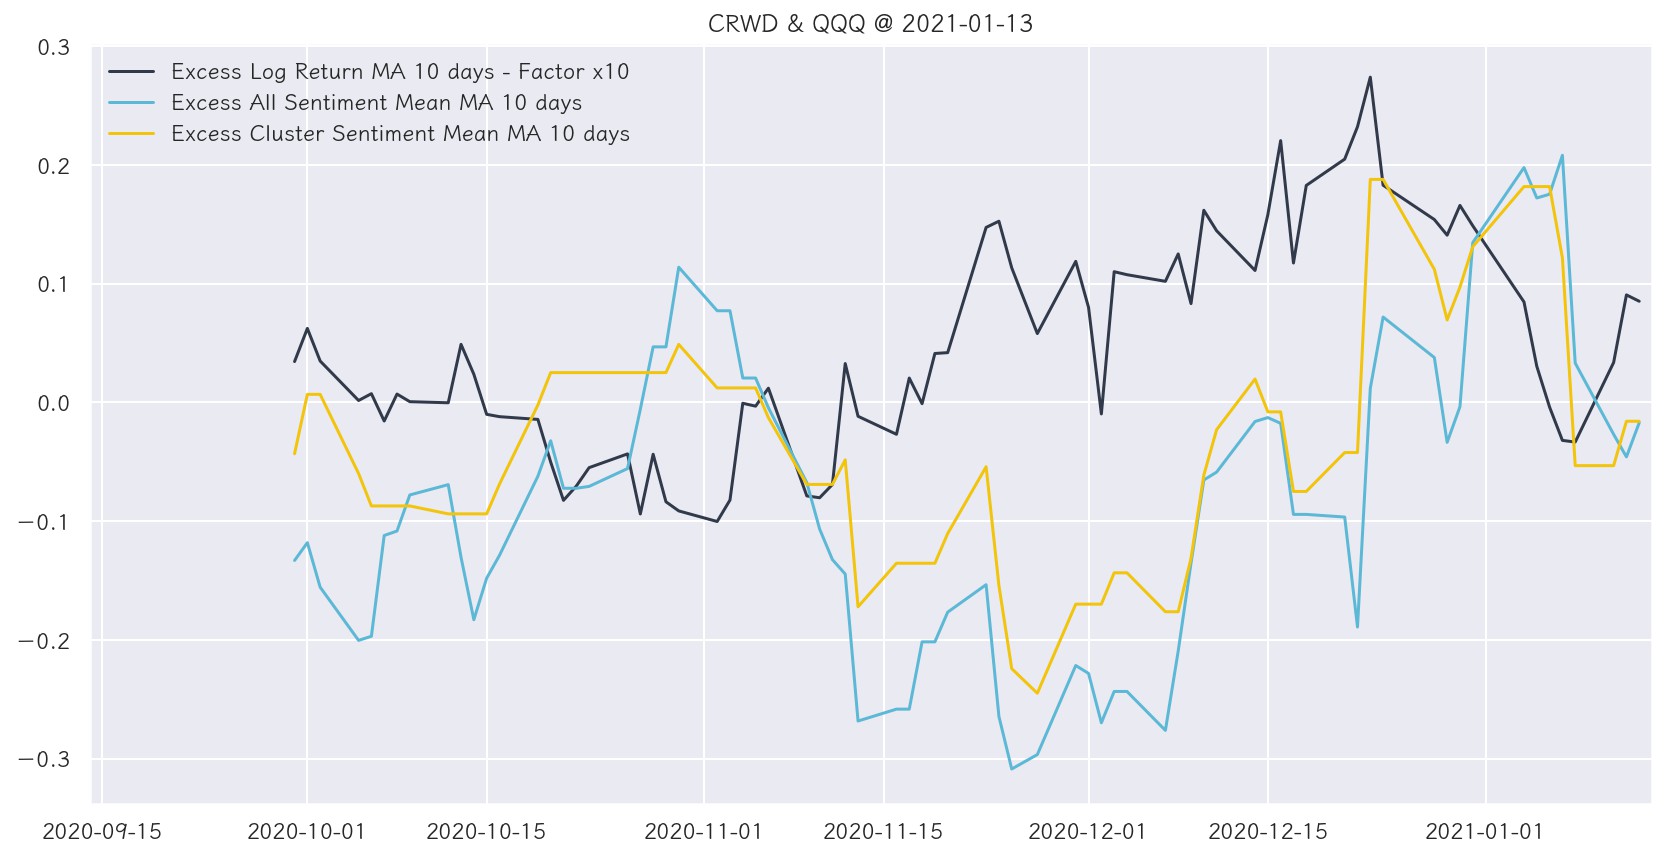 CRWD & QQQ @ 2021-01-13
Excess Log Return MA 10 days - Factor x10
Excess All Sentiment Mean MA 10 days
Excess Cluster Sentiment Mean MA 10 days
0.3
0.2
0.1
0.0
−0.1
−0.2
−0.3
2020-09-15 2020-10-01 2020-10-15 2020-11-01 2020-11-15 2020-12-01 2020-12-15 2021-01-01